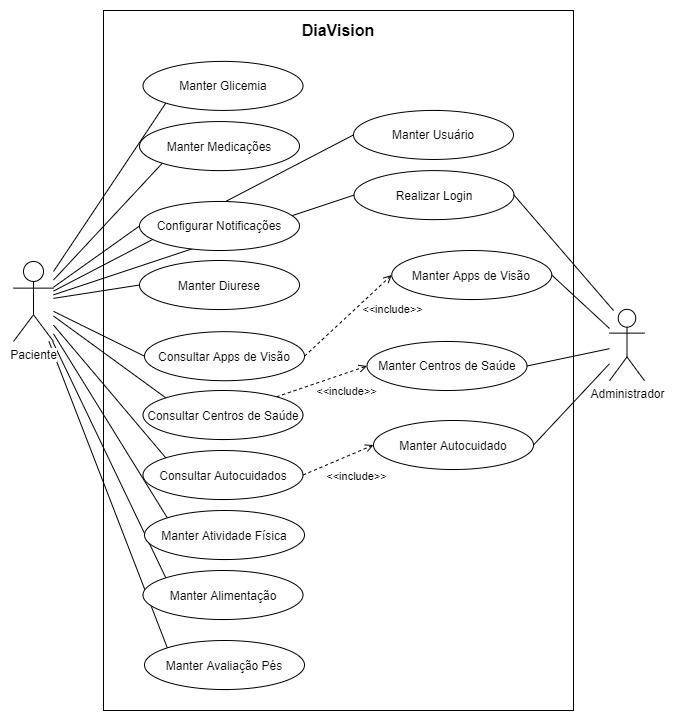 DiaVision
Manter Glicemia
Manter Usuário
Manter Medicações
Realizar Login
Configurar Notificações
Manter Apps de Visão
Manter Diurese
<<include>>
Paciente
Consultar Apps de Visão
Manter Centros de Saúde
<<include>>
Administrador
Consultar Centros de Saúde
Manter Autocuidado
Consultar Autocuidados
<<include>>
Manter Atividade Física
Manter Alimentação
Manter Avaliação Pés